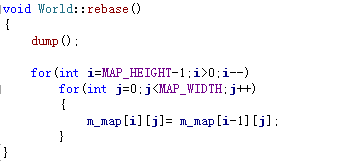 void World::rebase()
{
    dump();
    for(int i=MAP_HEIGHT-1;i>0;i--)
        for(int j=0;j<MAP_WIDTH;j++)
        {
            m_map[i][j]= m_map[i-1][j];
        }
}